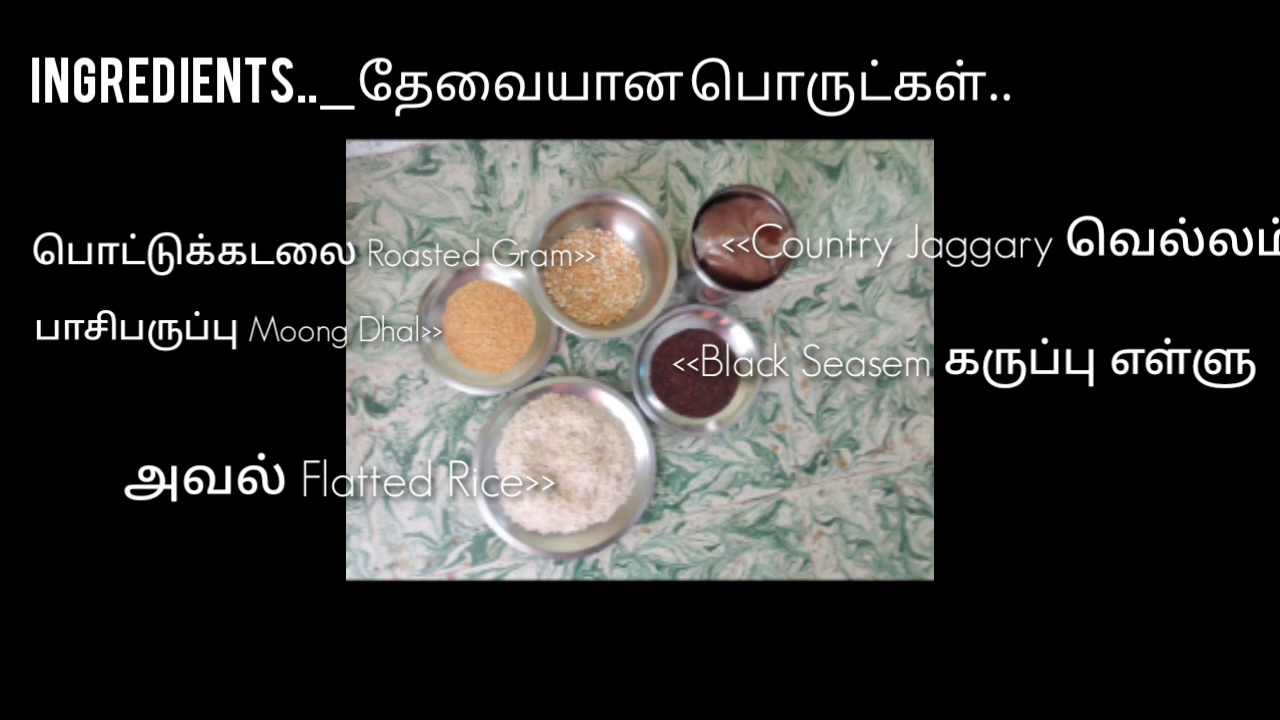 INGREDIENTS.._தேவையான பொருட்கள்..
பொட்டுக்கடலை Roasted Gram>>
<<Country Jaggary வெல்லம்
பாசிபருப்பு Moong Dhal>>
<<Black Seasem கருப்பு எள்ளு
அவல் Flatted Rice>>